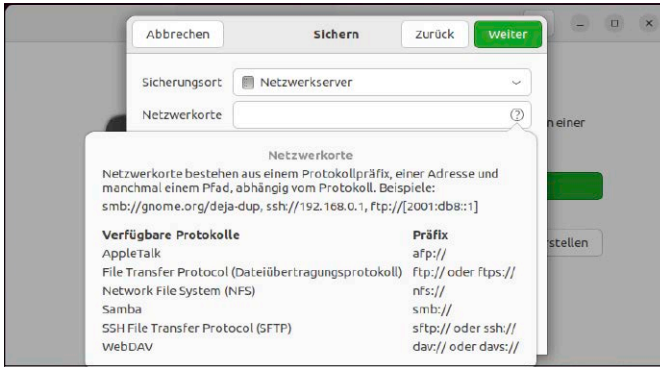 Abbrechen Sichern Zurück Weiter
Sicherungsort Netzwerkserver
Netzwerkorte
n einer
Netzwerkorte
Netzwerkorte bestehen aus einem Protokollpräfix, einer Adresse und
manchmal einem Pfad, abhängig vom Protokoll. Beispiele:
smb://gnome.org/deja-dup, ssh://192.168.0.1, ftp://[2001:db8::1]
Verfügbare Protokolle Präfix
AppleTalk afp://
File Transfer Protocol (Dateiübertragungsprotokoll) ftp:// oder ftps://
Network File System (NFS) nfs://
Samba smb://
SSH File Transfer Protocol (SFTP) sftp:// oder ssh://
WebDAV dav:// oder davs://
stellen